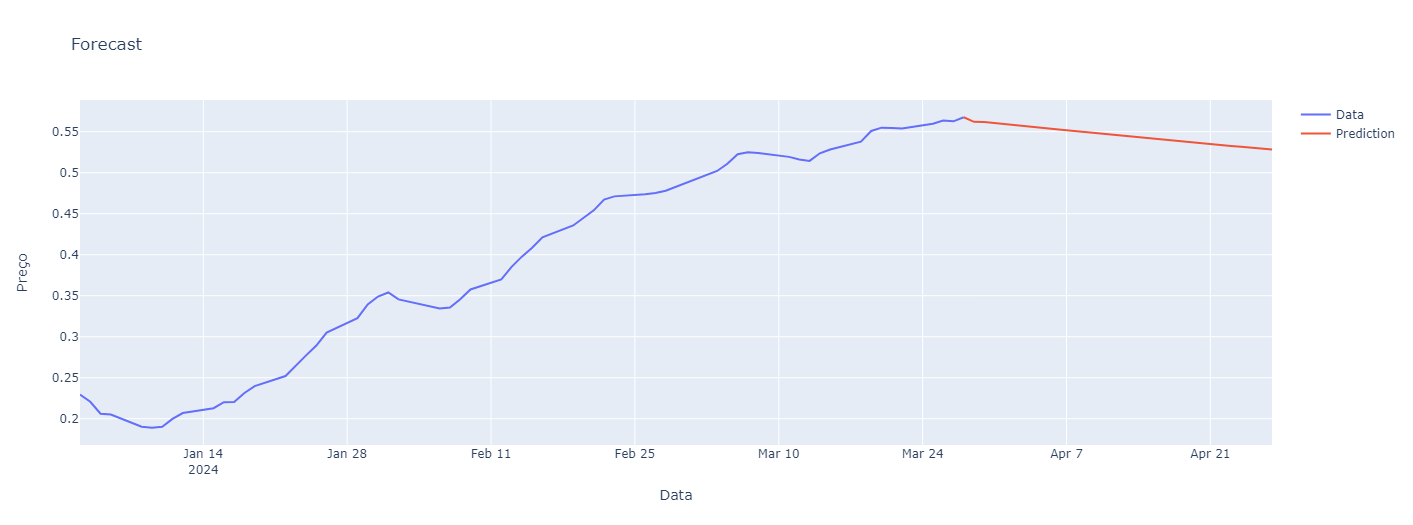 Forecast
Data
Prediction
Preço
0.55
0.5
0.45
0.4
0.35
0.3
0.25
0.2
Jan 14
2024
Jan 28
Feb 11
Feb 25
Mar 10
Mar 24
Apr 7
Apr 21
Data